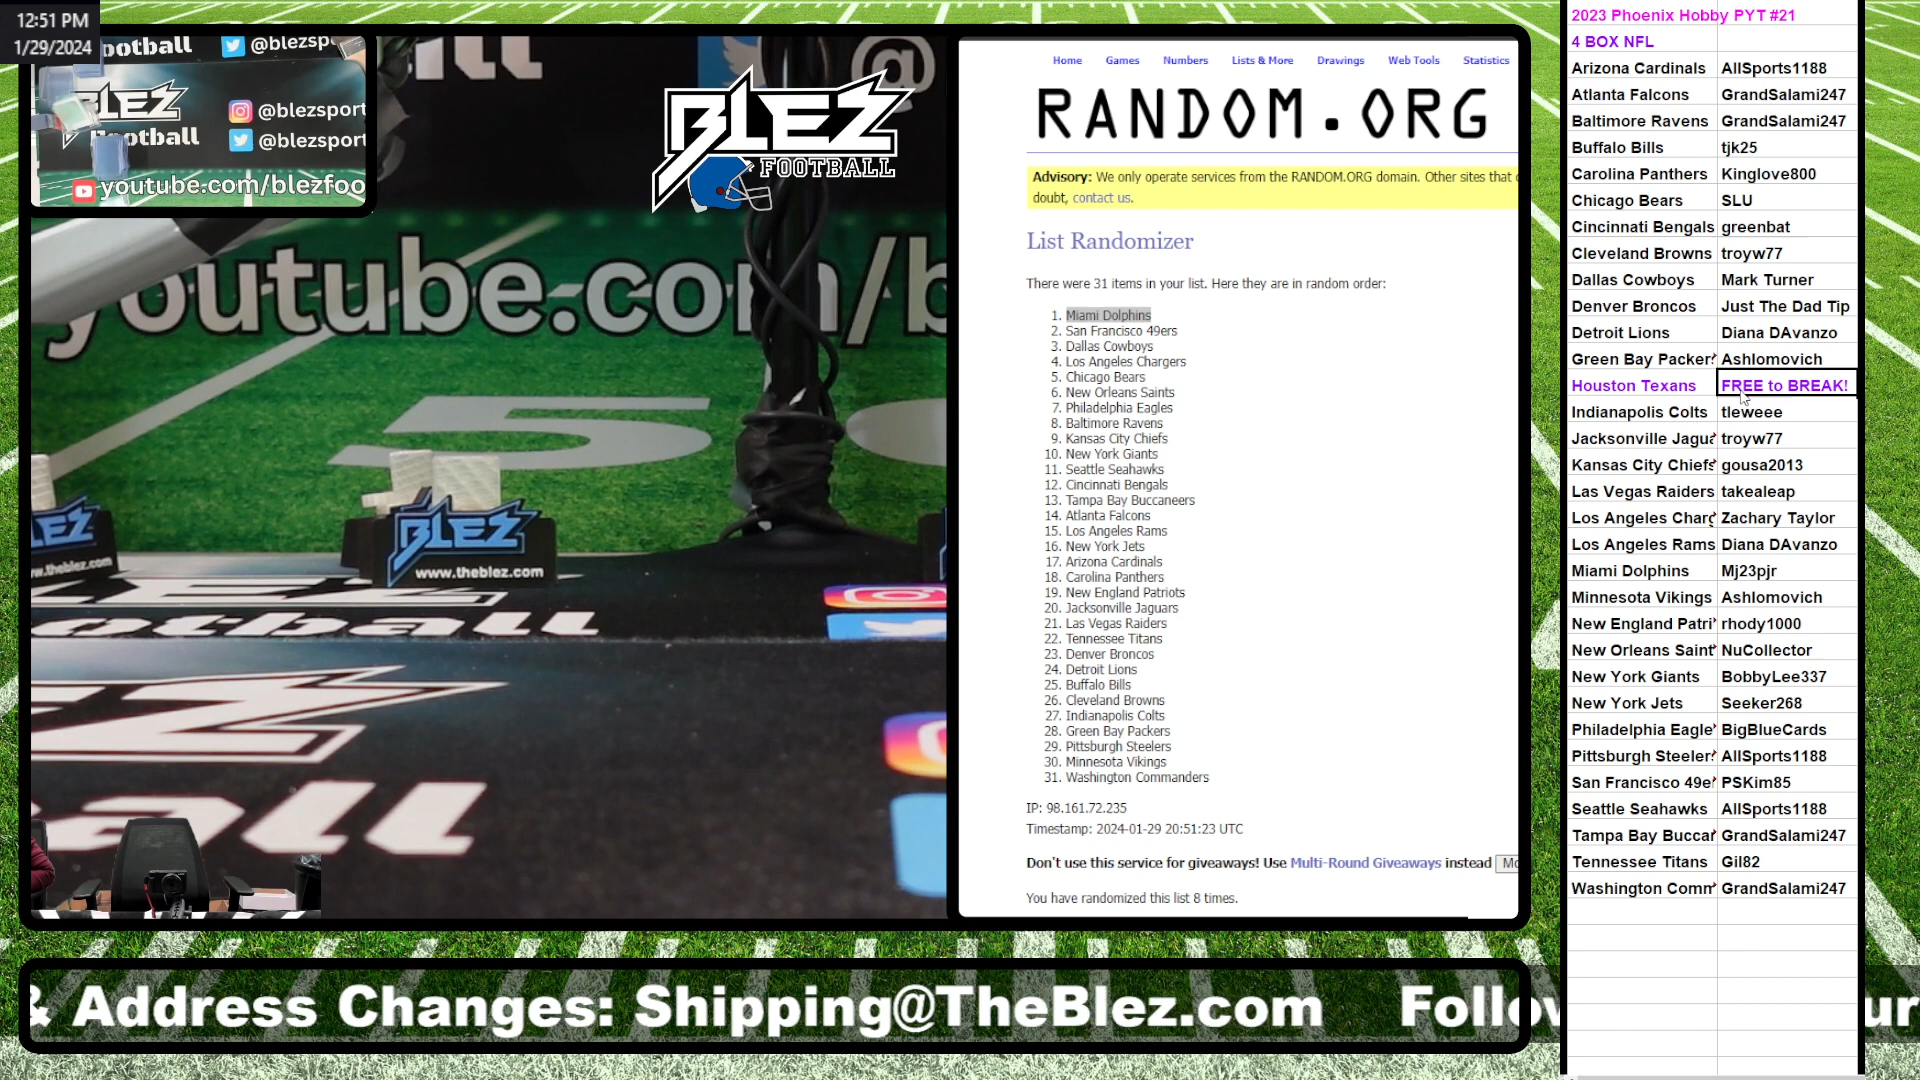 12:51 PM
1/29/2024
ootball
@blezsp
BLEZ
Football
@blezsport
@blezsport
youtube.com/blezfoo
BLEZ
FOOTBALL
@
youtube.com/b
BLEZ
www.theblez.com
w.theblez.com
otball
all
Home Games Numbers Lists & More Drawings Web Tools Statistics
RANDOM.ORG
Advisory: We only operate services from the RANDOM.ORG domain. Other sites that
doubt, contact us.
List Randomizer
There were 31 items in your list. Here they are in random order:
1. Miami Dolphins
2. San Francisco 49ers
3. Dallas Cowboys
4. Los Angeles Chargers
5. Chicago Bears
6. New Orleans Saints
7. Philadelphia Eagles
8. Baltimore Ravens
9. Kansas City Chiefs
10. New York Giants
11. Seattle Seahawks
12. Cincinnati Bengals
13. Tampa Bay Buccaneers
14. Atlanta Falcons
15. Los Angeles Rams
16. New York Jets
17. Arizona Cardinals
18. Carolina Panthers
19. New England Patriots
20. Jacksonville Jaguars
21. Las Vegas Raiders
22. Tennessee Titans
23. Denver Broncos
24. Detroit Lions
25. Buffalo Bills
26. Cleveland Browns
27. Indianapolis Colts
28. Green Bay Packers
29. Pittsburgh Steelers
30. Minnesota Vikings
31. Washington Commanders
IP: 98.161.72.235
Timestamp: 2024-01-29 20:51:23 UTC
Don't use this service for giveaways! Use Multi-Round Giveaways instead
You have randomized this list 8 times.
2023 Phoenix Hobby PYT #21
4 BOX NFL
Arizona Cardinals AllSports1188
Atlanta Falcons GrandSalami247
Baltimore Ravens GrandSalami247
Buffalo Bills tjk25
Carolina Panthers Kinglove800
Chicago Bears SLU
Cincinnati Bengals greenbat
Cleveland Browns troyw77
Dallas Cowboys Mark Turner
Denver Broncos Just The Dad Tip
Detroit Lions Diana DAvanzo
Green Bay Packer Ashlomovich
Houston Texans FREE to BREAK!
Indianapolis Colts tleweee
Jacksonville Jagua troyw77
Kansas City Chiefs gousa2013
Las Vegas Raiders takealeap
Los Angeles Charg Zachary Taylor
Los Angeles Rams Diana DAvanzo
Miami Dolphins Mj23pjr
Minnesota Vikings Ashlomovich
New England Patri rhody1000
New Orleans Saint NuCollector
New York Giants BobbyLee337
New York Jets Seeker268
Philadelphia Eagle BigBlueCards
Pittsburgh Steeler AllSports1188
San Francisco 49e PSKim85
Seattle Seahawks AllSports1188
Tampa Bay Bucca GrandSalami247
Tennessee Titans Gil82
Washington Comm GrandSalami247
& Address Changes: Shipping@TheBlez.com Follo
ur